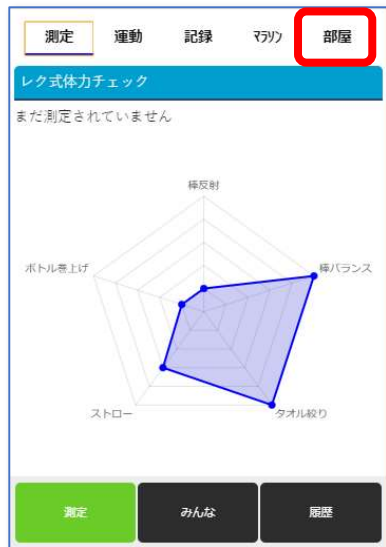 測定 運動 記録 マラソン 部屋
レク式体力チェック
まだ測定されていません
棒反射
ボトル巻上げ 棒バランス
ストロー タオル絞り
測定 みんな 履歴